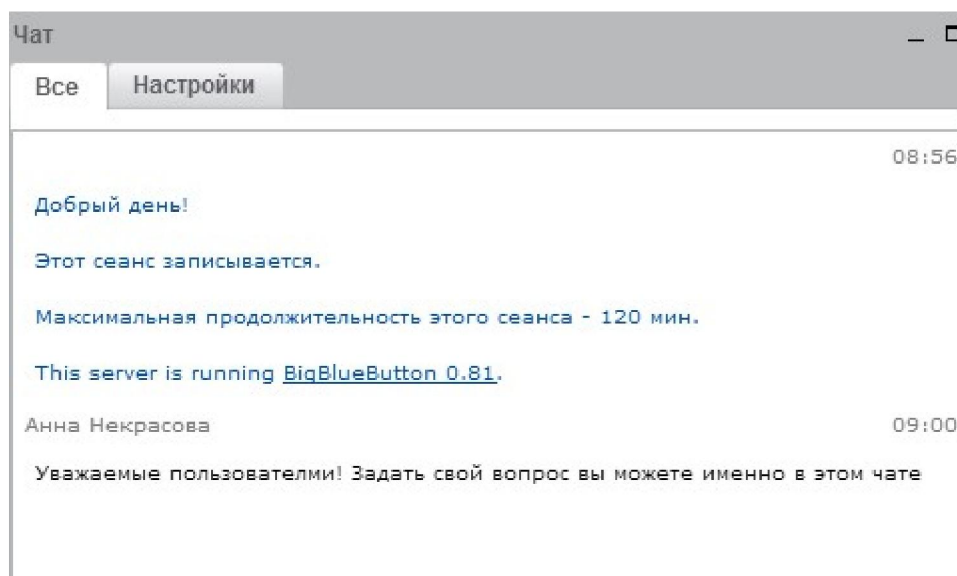 Чат
Все Настройки
08:56
Добрый день!
Этот сеанс записывается.
Максимальная продолжительность этого сеанса - 120 мин.
This server is running BigBlueButton 0.81.
Анна Некрасова 09:00
Уважаемые пользователми! Задать свой вопрос вы можете именно в этом чате